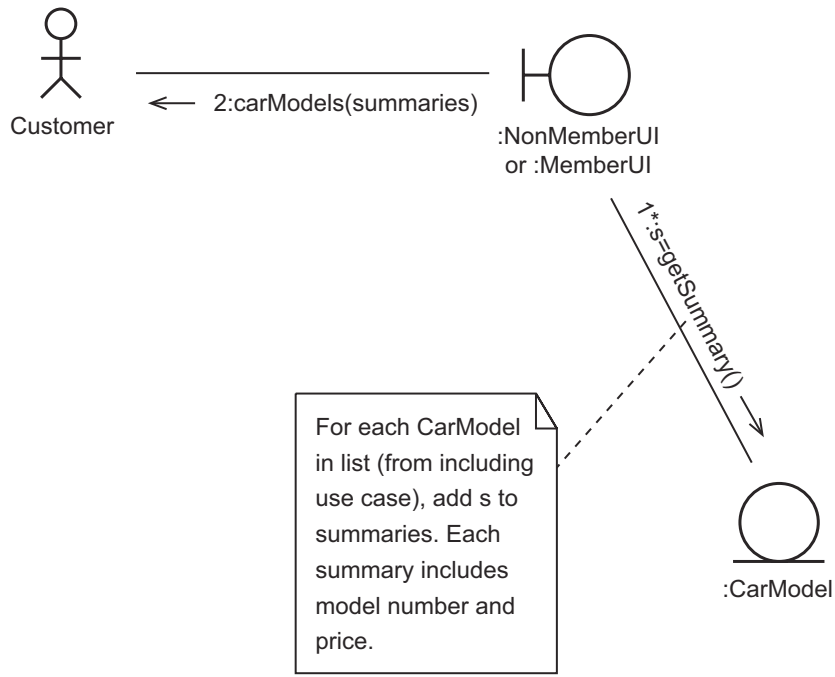 Customer
2:carModels(summaries)
:NonMemberUI
or :MemberUI
1*:s=getSummary()
For each CarModel
in list (from including
use case), add s to
summaries. Each
summary includes
model number and
price.
:CarModel